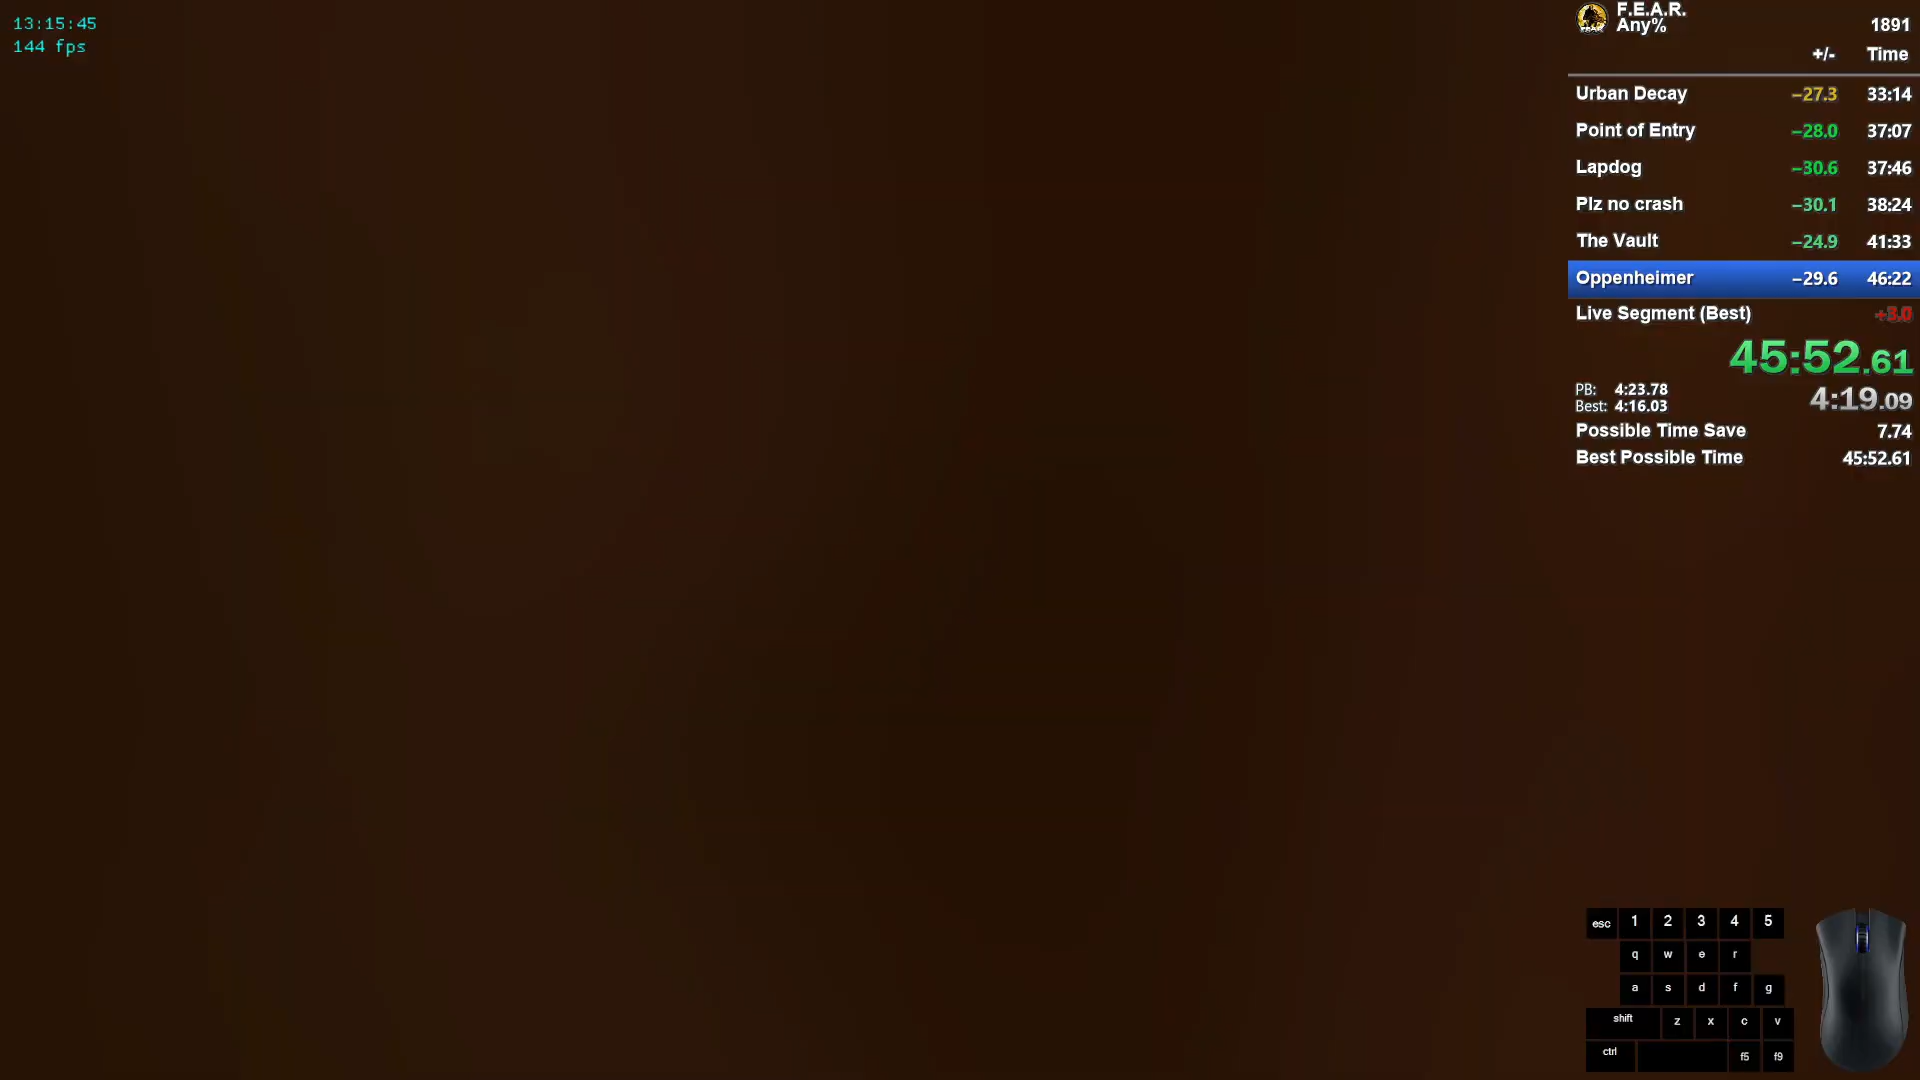 13:15:45
144 fps
F.E.A.R.
Any%
1891
+/- Time
Urban Decay −27.3 33:14
Point of Entry −28.0 37:07
Lapdog −30.6 37:46
Plz no crash −30.1 38:24
The Vault −24.9 41:33
Oppenheimer −29.6 46:22
Live Segment (Best) +3.0
45:52.61
PB: 4:23.78
Best: 4:16.03
4:19.09
Possible Time Save 7.74
Best Possible Time 45:52.61
esc 1 2 3 4 5
q w e r
a s d f g
shift z x c v
ctrl f5 f9